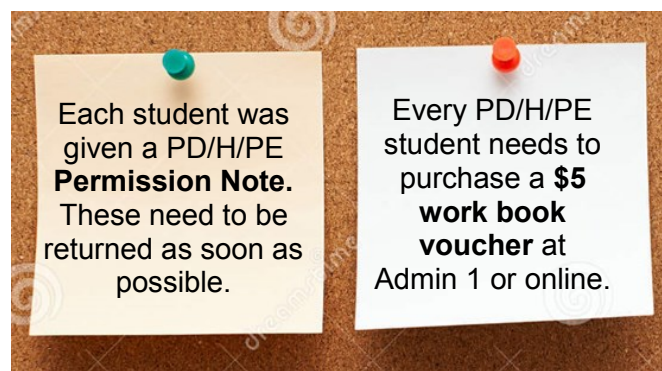 Each student was
given a PD/H/PE
Permission Note.
These need to be
returned as soon as
possible.
Every PD/H/PE
student needs to
purchase a $5
work book
voucher at
Admin 1 or online.
dreamstime